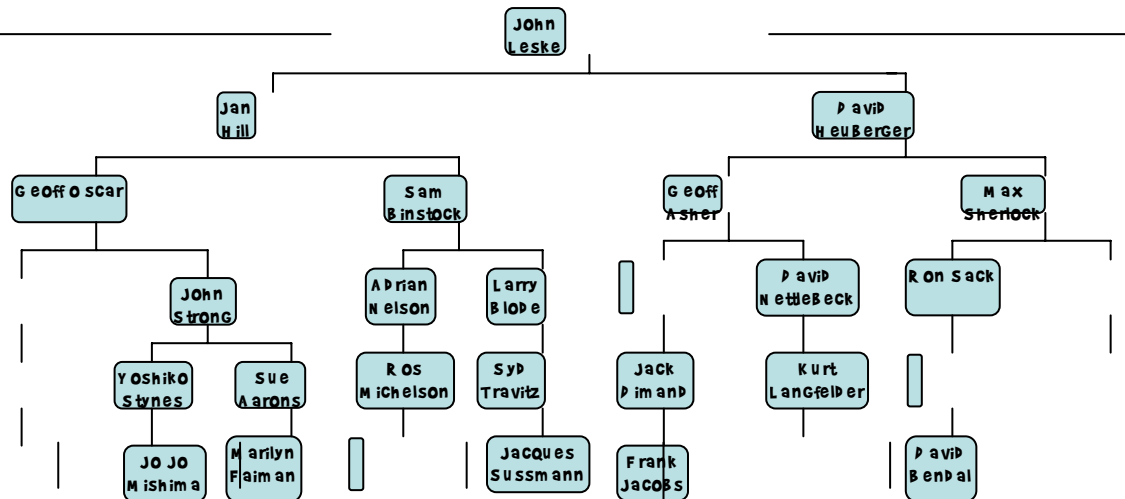 John
Leske
Jan
Hill
David
Heuberger
Geoff Oscar
Sam
Binstock
Geoff
Asher
Max
Sherlock
John
Strong
Adrian
Nelson
Larry
Blode
David
Nettlebeck
Ron Sack
Yoshiko
Stynes
Sue
Aarons
Ros
Michelson
Syd
Travitz
Jack
Dimand
Kurt
Langfelder
Jo Jo
Mishima
Marilyn
Faiman
Jacques
Sussmann
Frank
Jacobs
David
Bendal